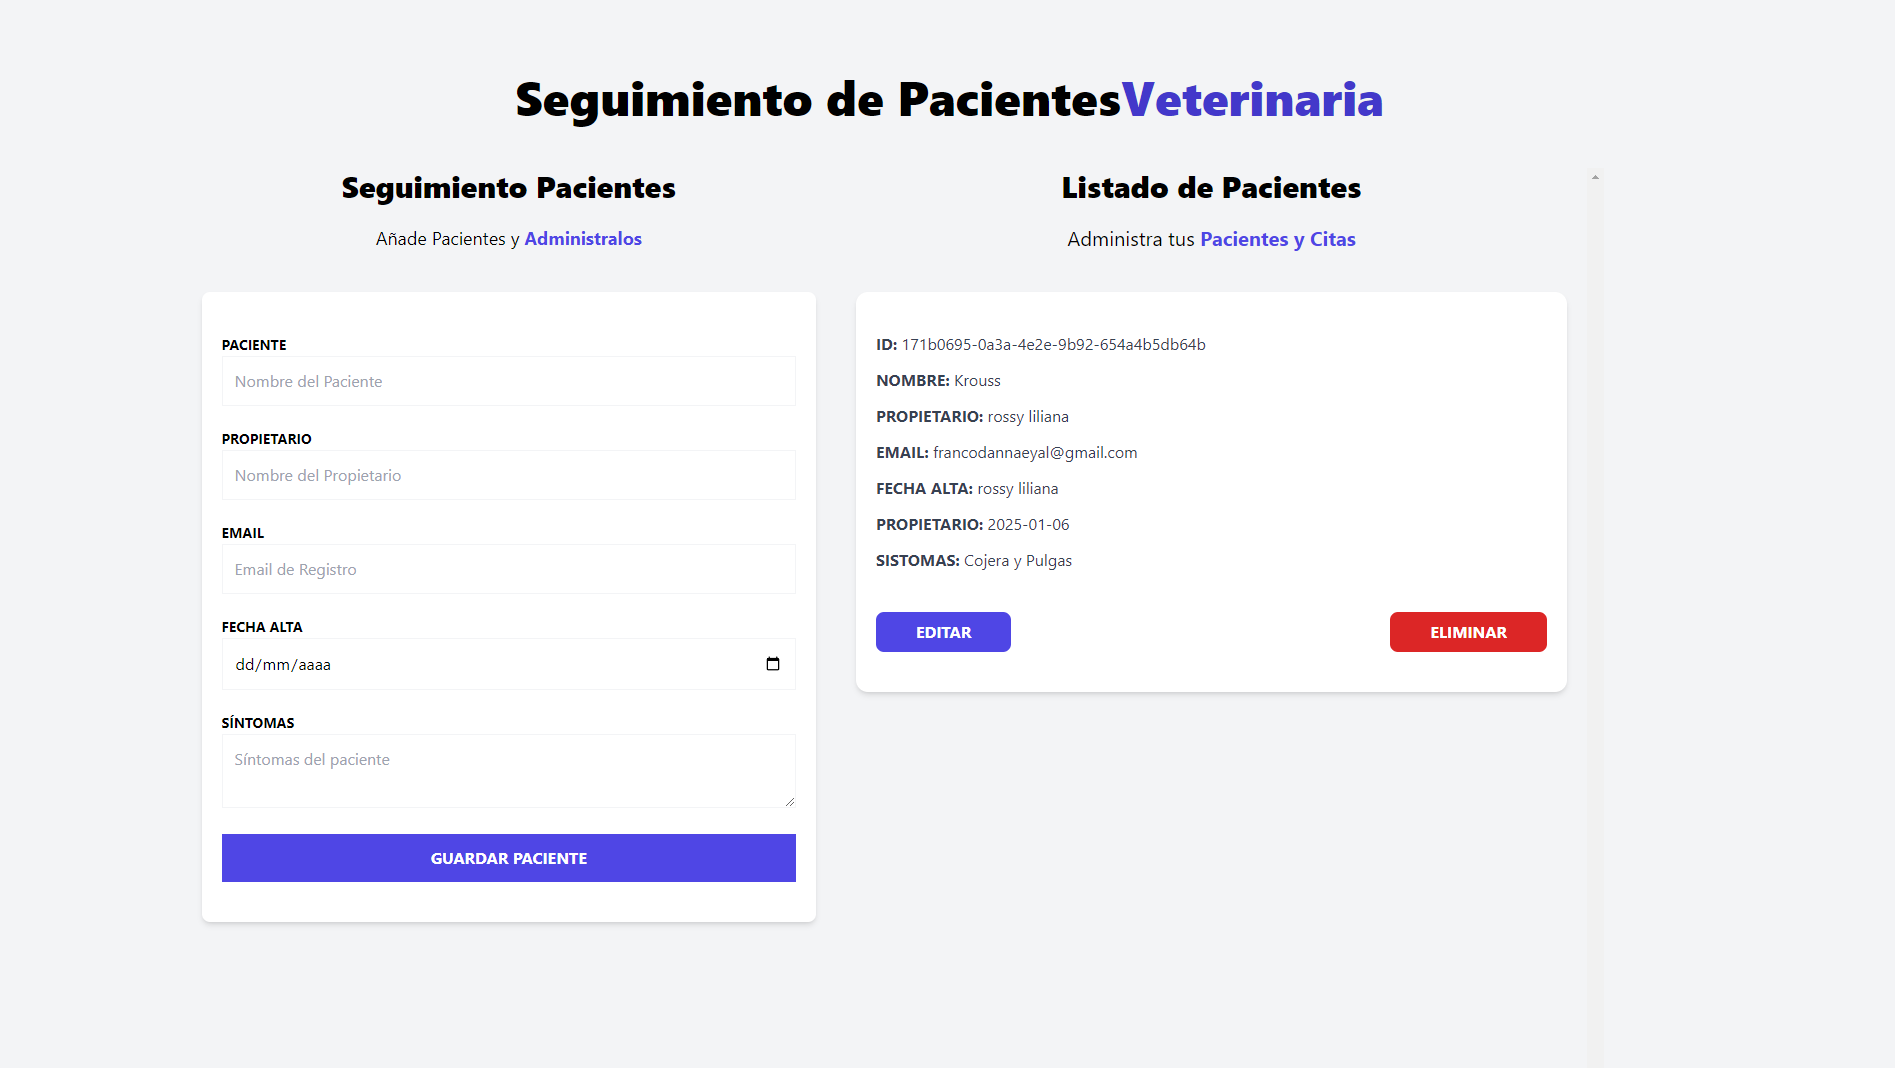 Seguimiento de PacientesVeterinaria
Seguimiento Pacientes
Añade Pacientes y Administralos
PACIENTE
Nombre del Paciente
PROPIETARIO
Nombre del Propietario
EMAIL
Email de Registro
FECHA ALTA
dd/mm/aaaa
SÍNTOMAS
Síntomas del paciente
GUARDAR PACIENTE
Listado de Pacientes
Administra tus Pacientes y Citas
ID: 171b0695-0a3a-4e2e-9b92-654a4b5db64b
NOMBRE: Krouss
PROPIETARIO: rossy liliana
EMAIL: francodannaeyal@gmail.com
FECHA ALTA: rossy liliana
PROPIETARIO: 2025-01-06
SISTOMAS: Cojera y Pulgas
EDITAR
ELIMINAR